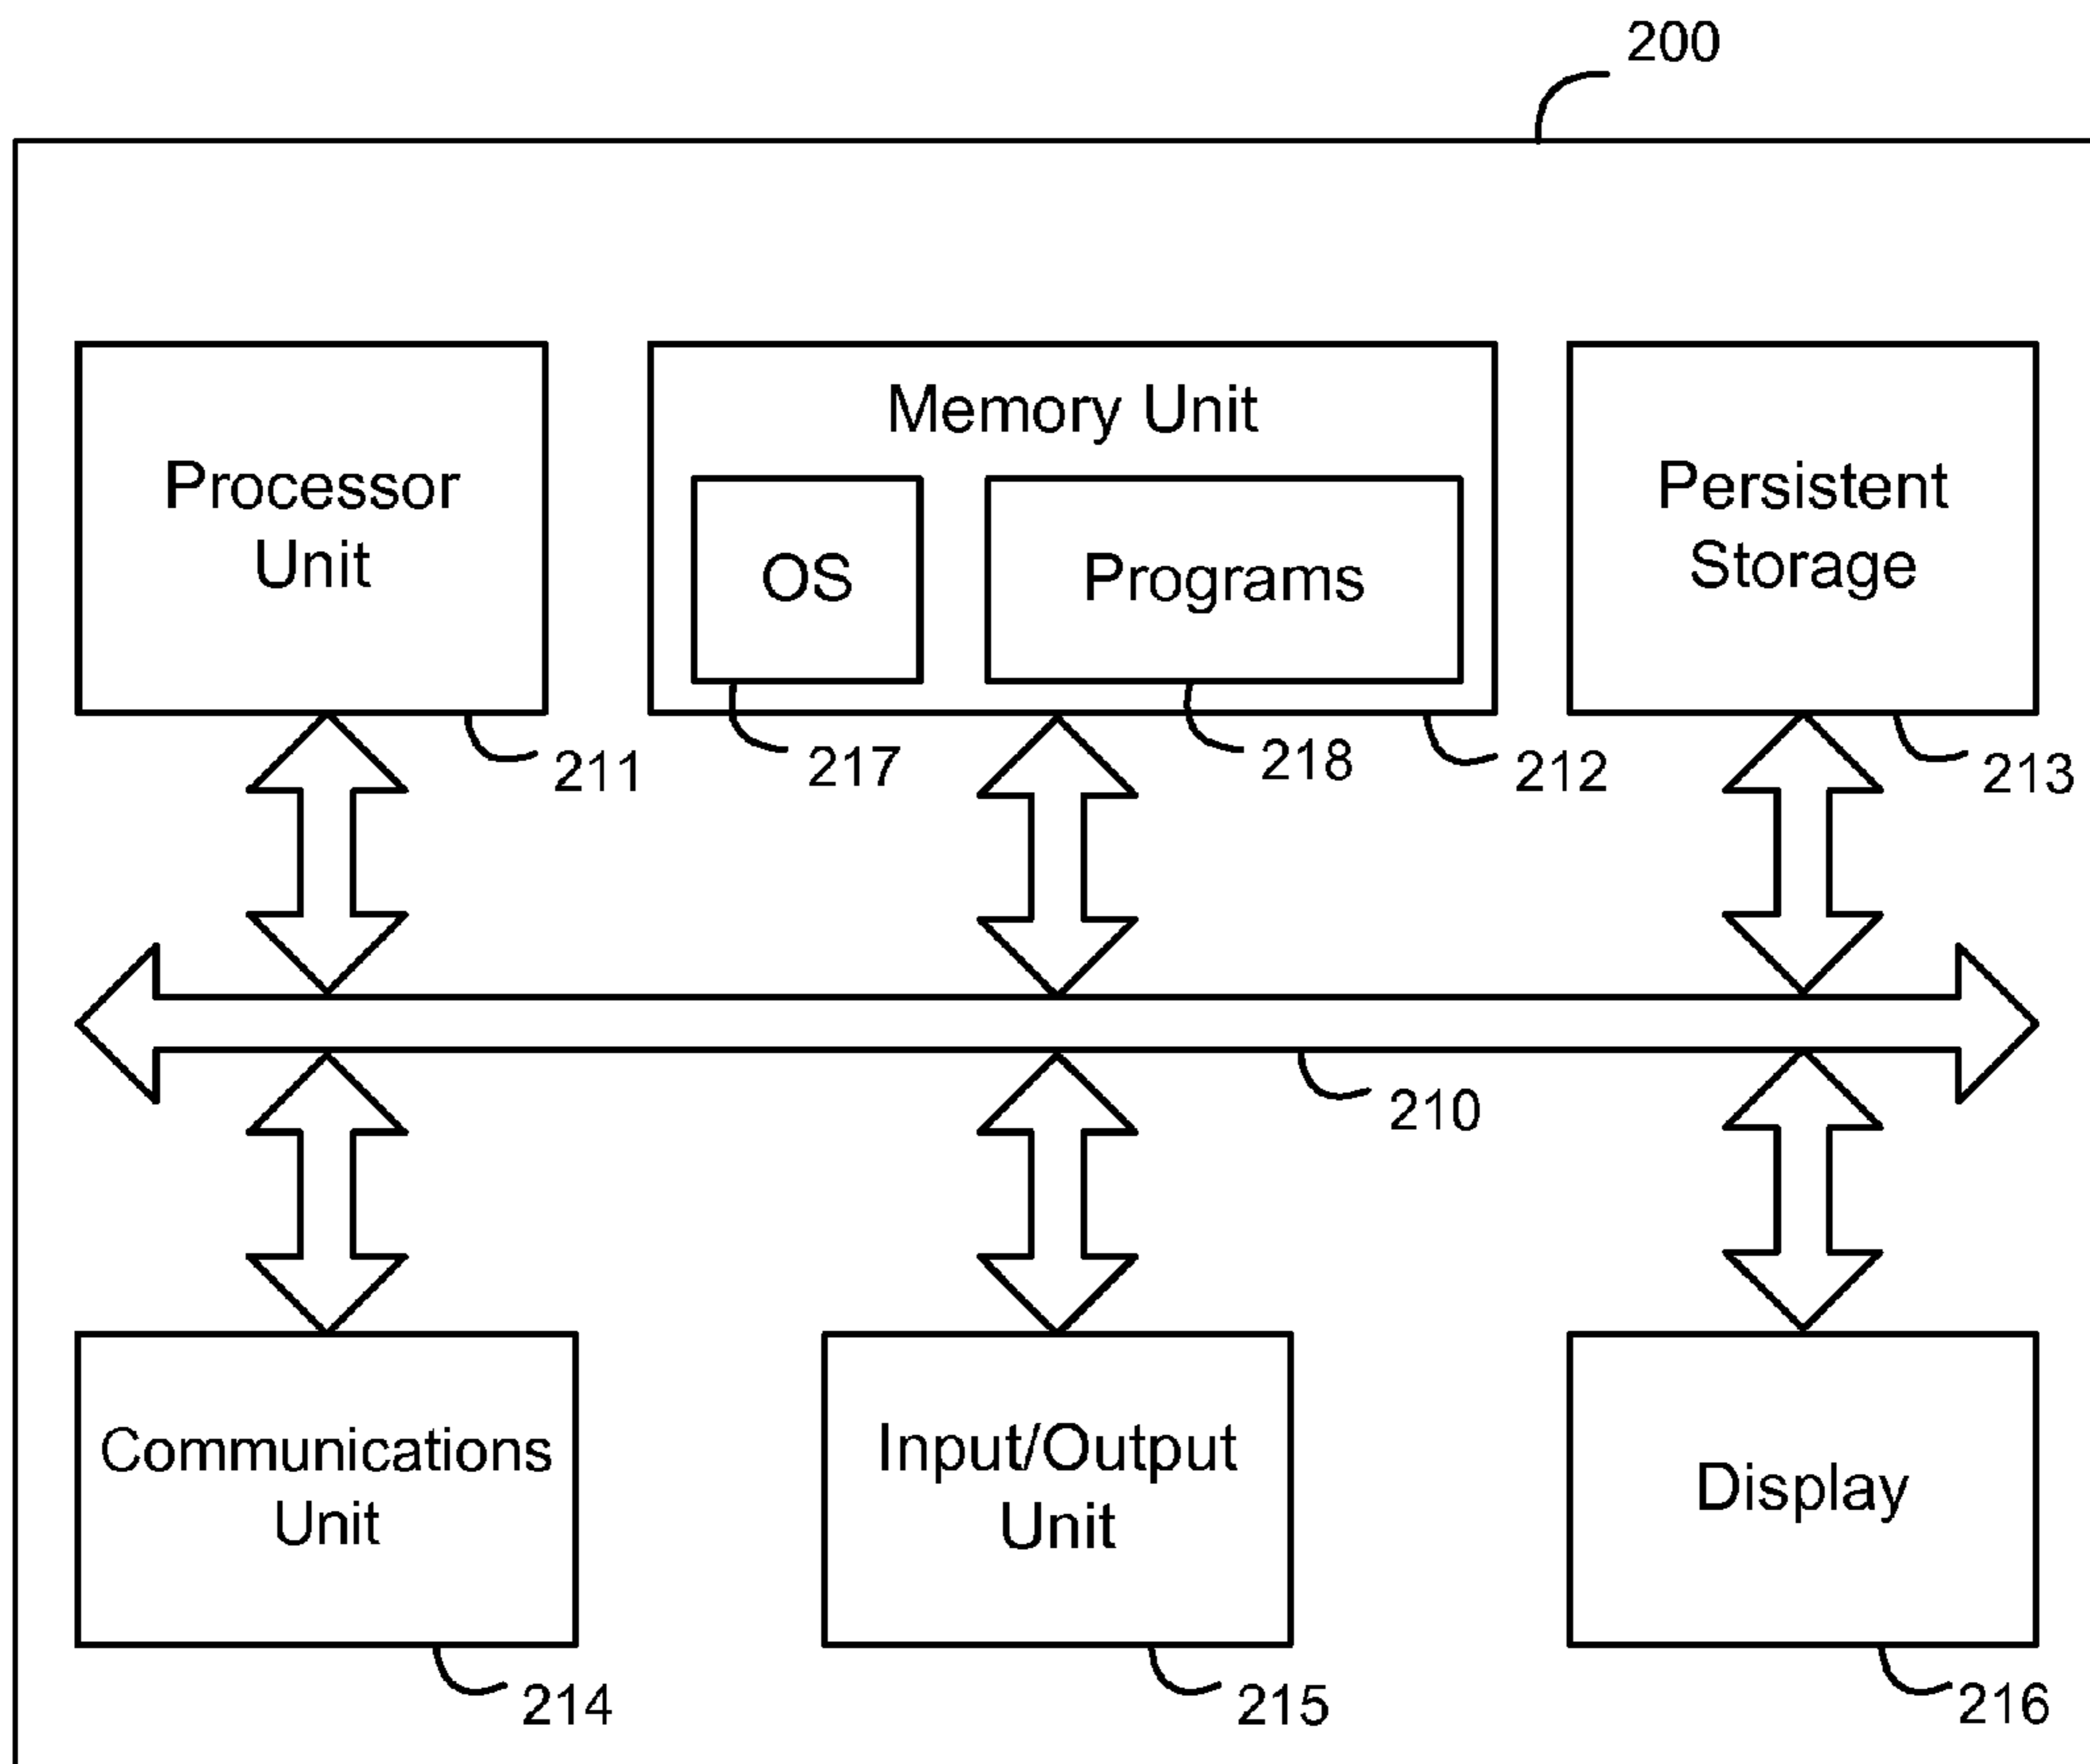 200
Processor
Unit
Memory Unit
OS
Programs
Persistent
Storage
211
217
218
212
213
210
Communications
Unit
Input/Output
Unit
Display
214
215
216